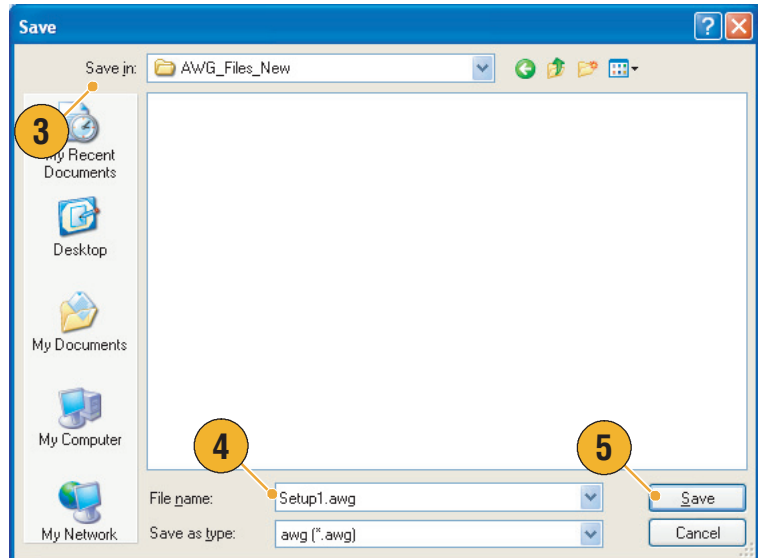 Save
Save in:
AWG_Files_New
3
My Recent
Documents
Desktop
My Documents
My Computer
My Network
4
5
File name:
Setup1.awg
Save
Save as type:
awg (*.awg)
Cancel